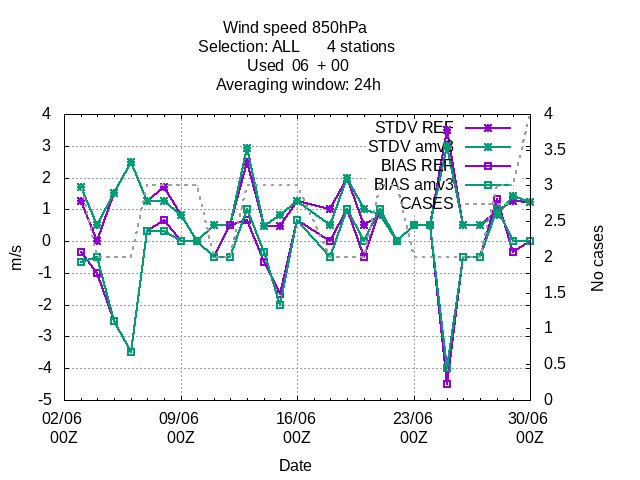 Wind speed 850hPa
Selection: ALL 4 stations
Used 06 + 00
Averaging window: 24h
STDV REF
STDV amv3
BIAS REF
BIAS amv3
CASES
4
3
2
1
0
-1
-2
-3
-4
-5
m/s
4
3.5
3
2.5
2
1.5
1
0.5
0
No cases
02/06 09/06 16/06 23/06 30/06
00Z 00Z 00Z 00Z 00Z
Date